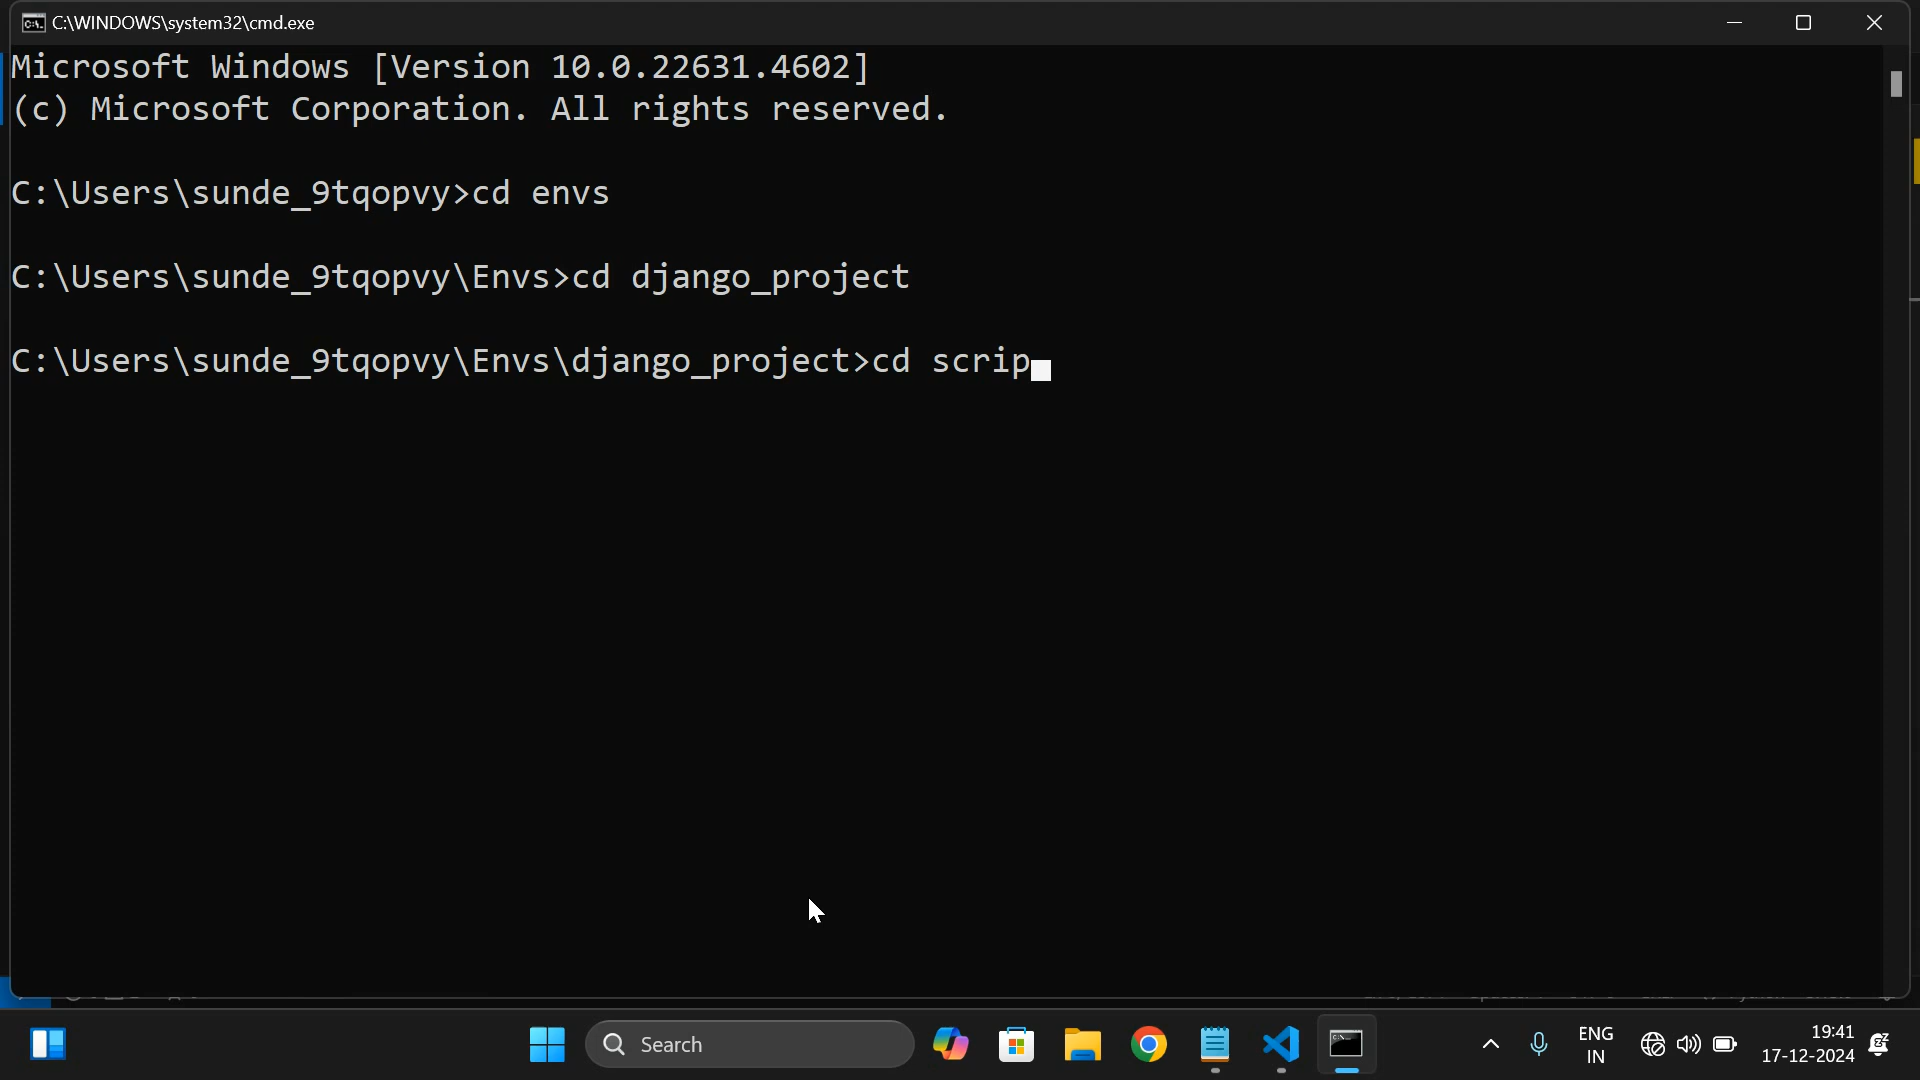 C:\WINDOWS\system32\cmd.exe
Microsoft Windows [Version 10.0.22631.4602]
(c) Microsoft Corporation. All rights reserved.
C:\Users\sunde_9tqopvy>cd envs
C:\Users\sunde_9tqopvy\Envs>cd django_project
C:\Users\sunde_9tqopvy\Envs\django_project>cd scrip
Search
ENG
IN
19:41
17-12-2024